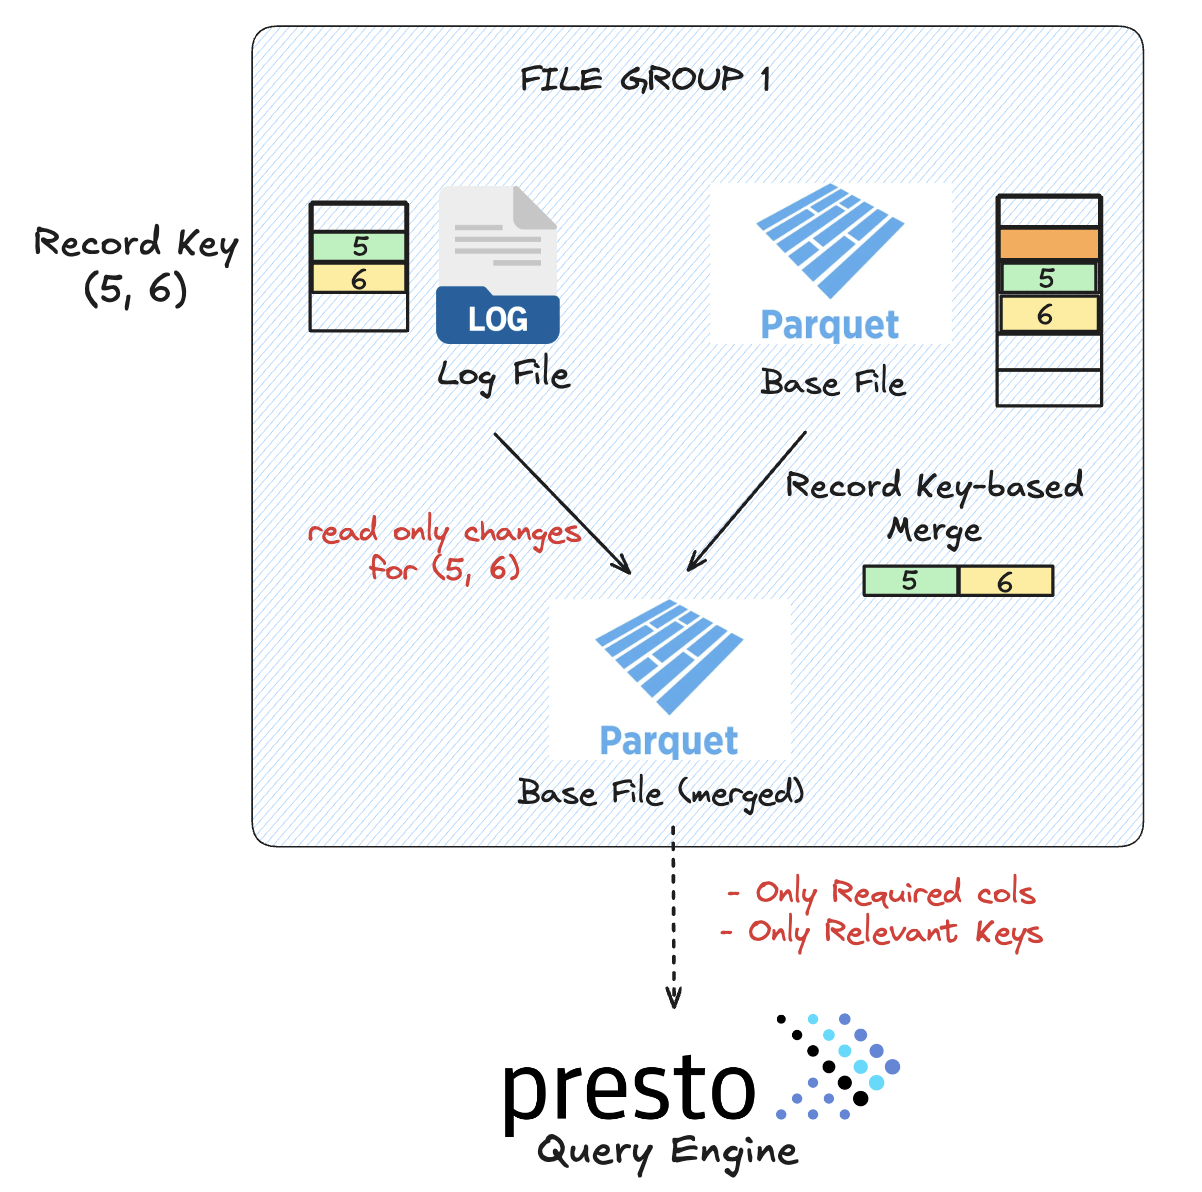 FILE GROUP 1
Record Key
(5, 6)
5
6
LOG
Log File
Parquet
Base File
5
6
read only changes
for (5, 6)
Record Key-based
Merge
5 6
Parquet
Base File (merged)
- Only Required cols
- Only Relevant Keys
presto
Query Engine